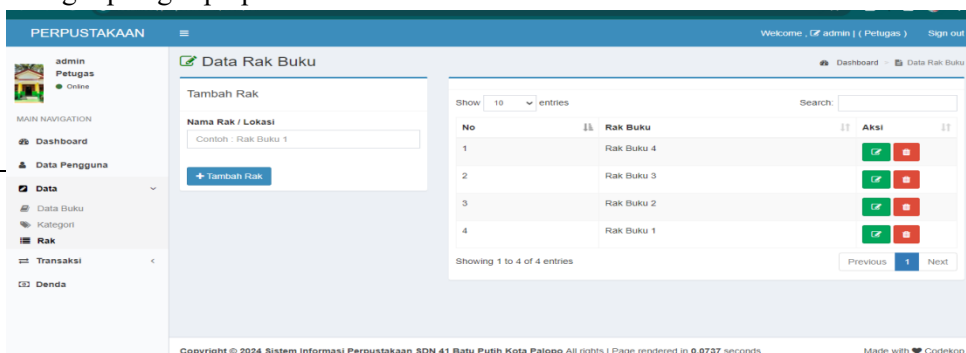 PERPUSTAKAAN
Welcome , admin | ( Petugas ) Sign out
admin
Petugas
Online
MAIN NAVIGATION
Dashboard
Data Pengguna
Data
Data Buku
Kategori
Rak
Transaksi
Denda
Data Rak Buku
Dashboard Data Rak Buku
Tambah Rak
Nama Rak / Lokasi
Contoh : Rak Buku 1
+ Tambah Rak
Show 10 entries Search:
No Rak Buku Aksi
1 Rak Buku 4
2 Rak Buku 3
3 Rak Buku 2
4 Rak Buku 1
Showing 1 to 4 of 4 entries Previous 1 Next
Copyright © 2024 Sistem Informasi Perpustakaan SDN 41 Batu Putih Kota Palopo All rights | Page rendered in 0.0737 seconds Made with Codekop